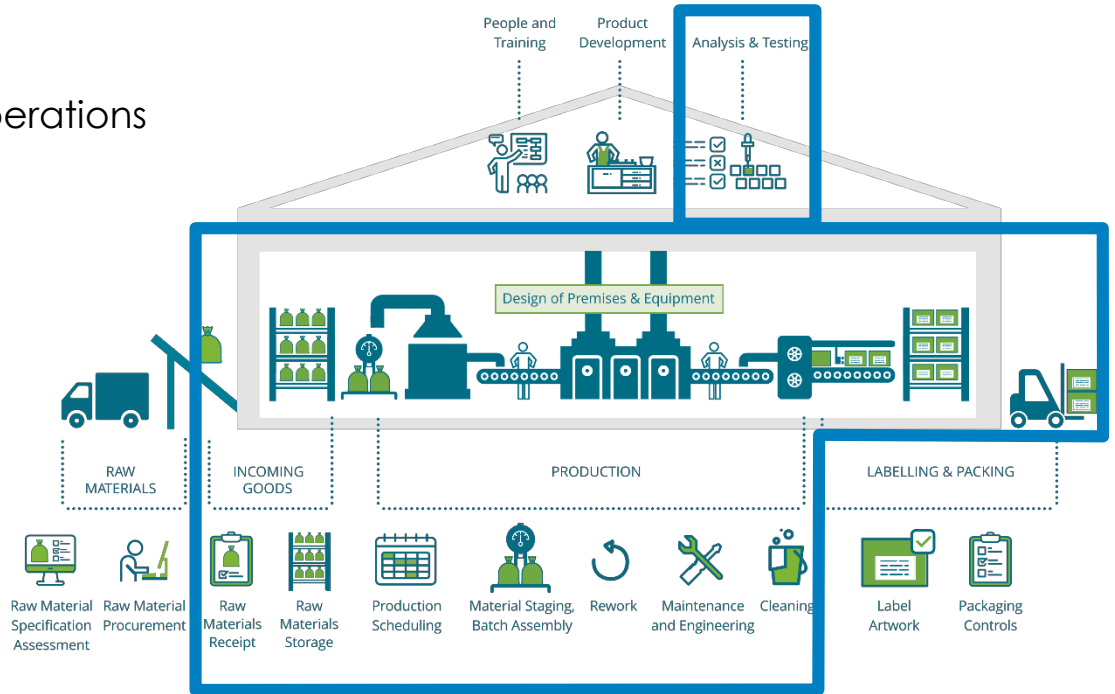 People and
Training
Product
Development
Analysis & Testing
Design of Premises & Equipment
RAW
MATERIALS
INCOMING
GOODS
PRODUCTION
LABELLING & PACKING
Raw Material
Specification
Assessment
Raw Material
Procurement
Raw
Materials
Receipt
Raw
Materials
Storage
Production
Scheduling
Material Staging,
Batch Assembly
Rework
Maintenance
and Engineering
Cleaning
Label
Artwork
Packaging
Controls